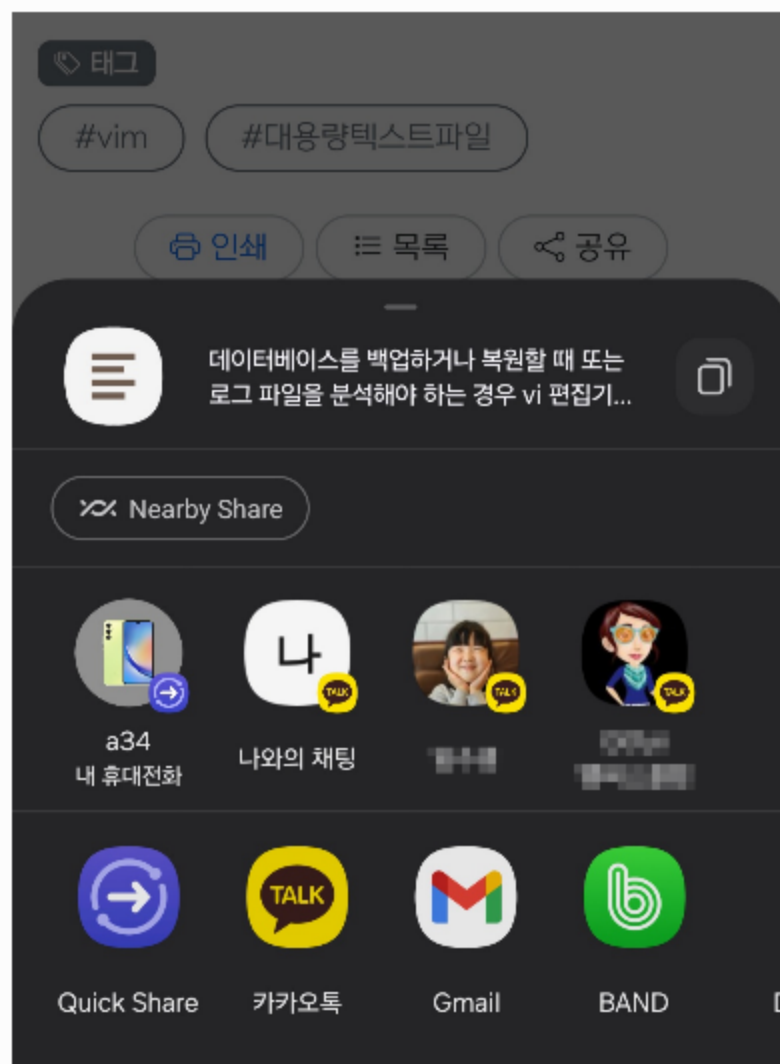 태그
#vim #대용량텍스트파일
인쇄 목록 공유
데이터베이스를 백업하거나 복원할 때 또는
로그 파일을 분석해야 하는 경우 vi 편집기...
Nearby Share
나
TALK TALK TALK
a34
내 휴대전화
나와의 채팅
TALK
Quick Share 카카오톡 Gmail BAND